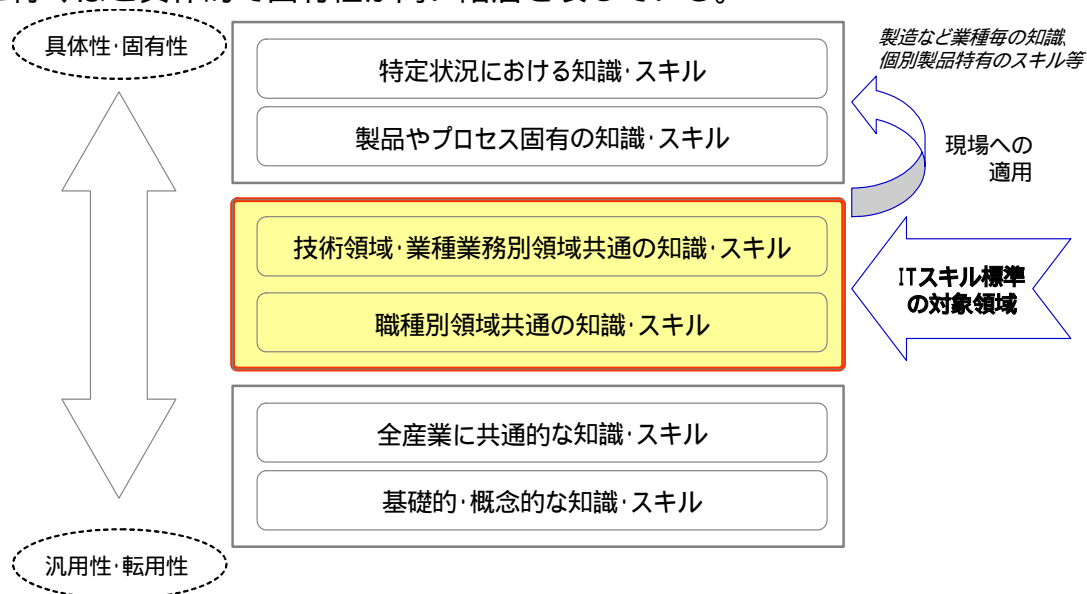 具体性・固有性
特定状況における知識・スキル
製品やプロセス固有の知識・スキル
製造など業種毎の知識、
個別製品特有のスキル等
現場への
適用
技術領域・業種業務別領域共通の知識・スキル
職種別領域共通の知識・スキル
ITスキル標準
の対象領域
全産業に共通的な知識・スキル
基礎的・概念的な知識・スキル
汎用性・転用性